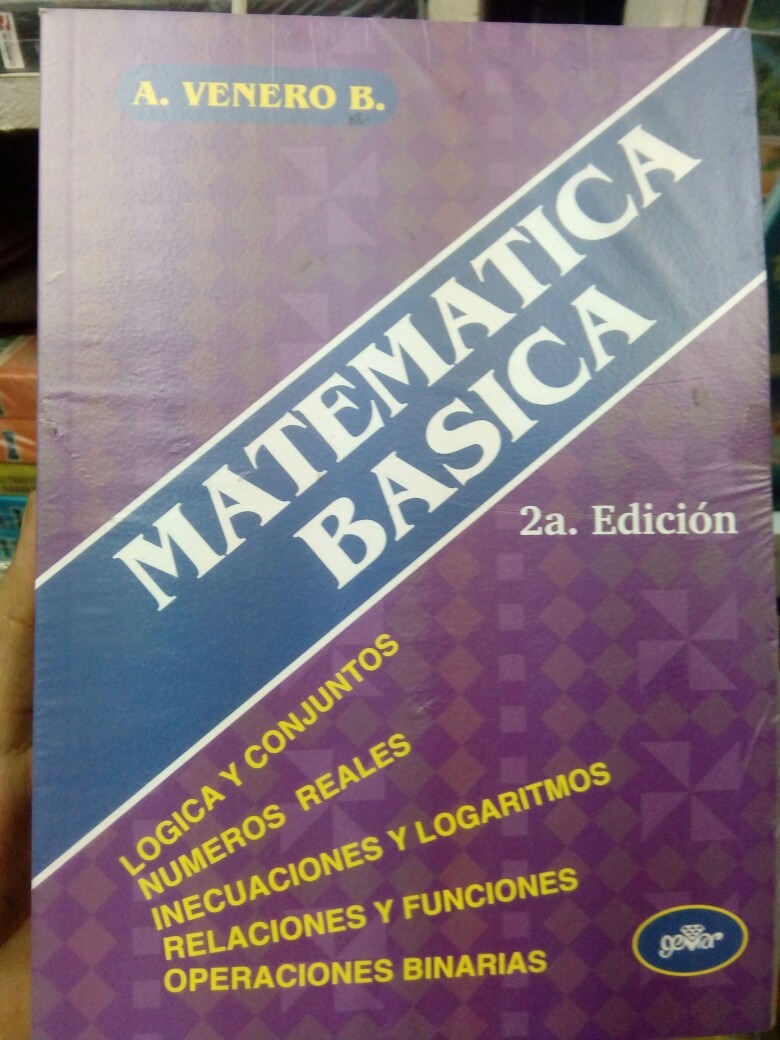 A. VENERO B.
MATEMATICA
BASICA
2a. Edición
LOGICA Y CONJUNTOS
NUMEROS REALES
INECUACIONES Y LOGARITMOS
RELACIONES Y FUNCIONES
OPERACIONES BINARIAS
gemar